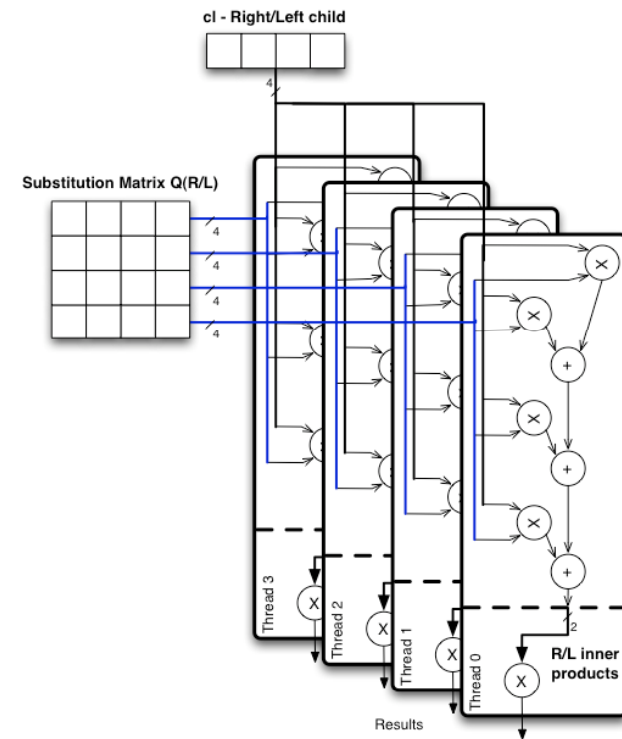 cl - Right/Left child
4
Substitution Matrix Q(R/L)
4
4
4
4
X
X
+
X
+
X
+
Thread 3
X
Thread 2
X
Thread 1
X
Thread 0
2
R/L inner
products
X
Results